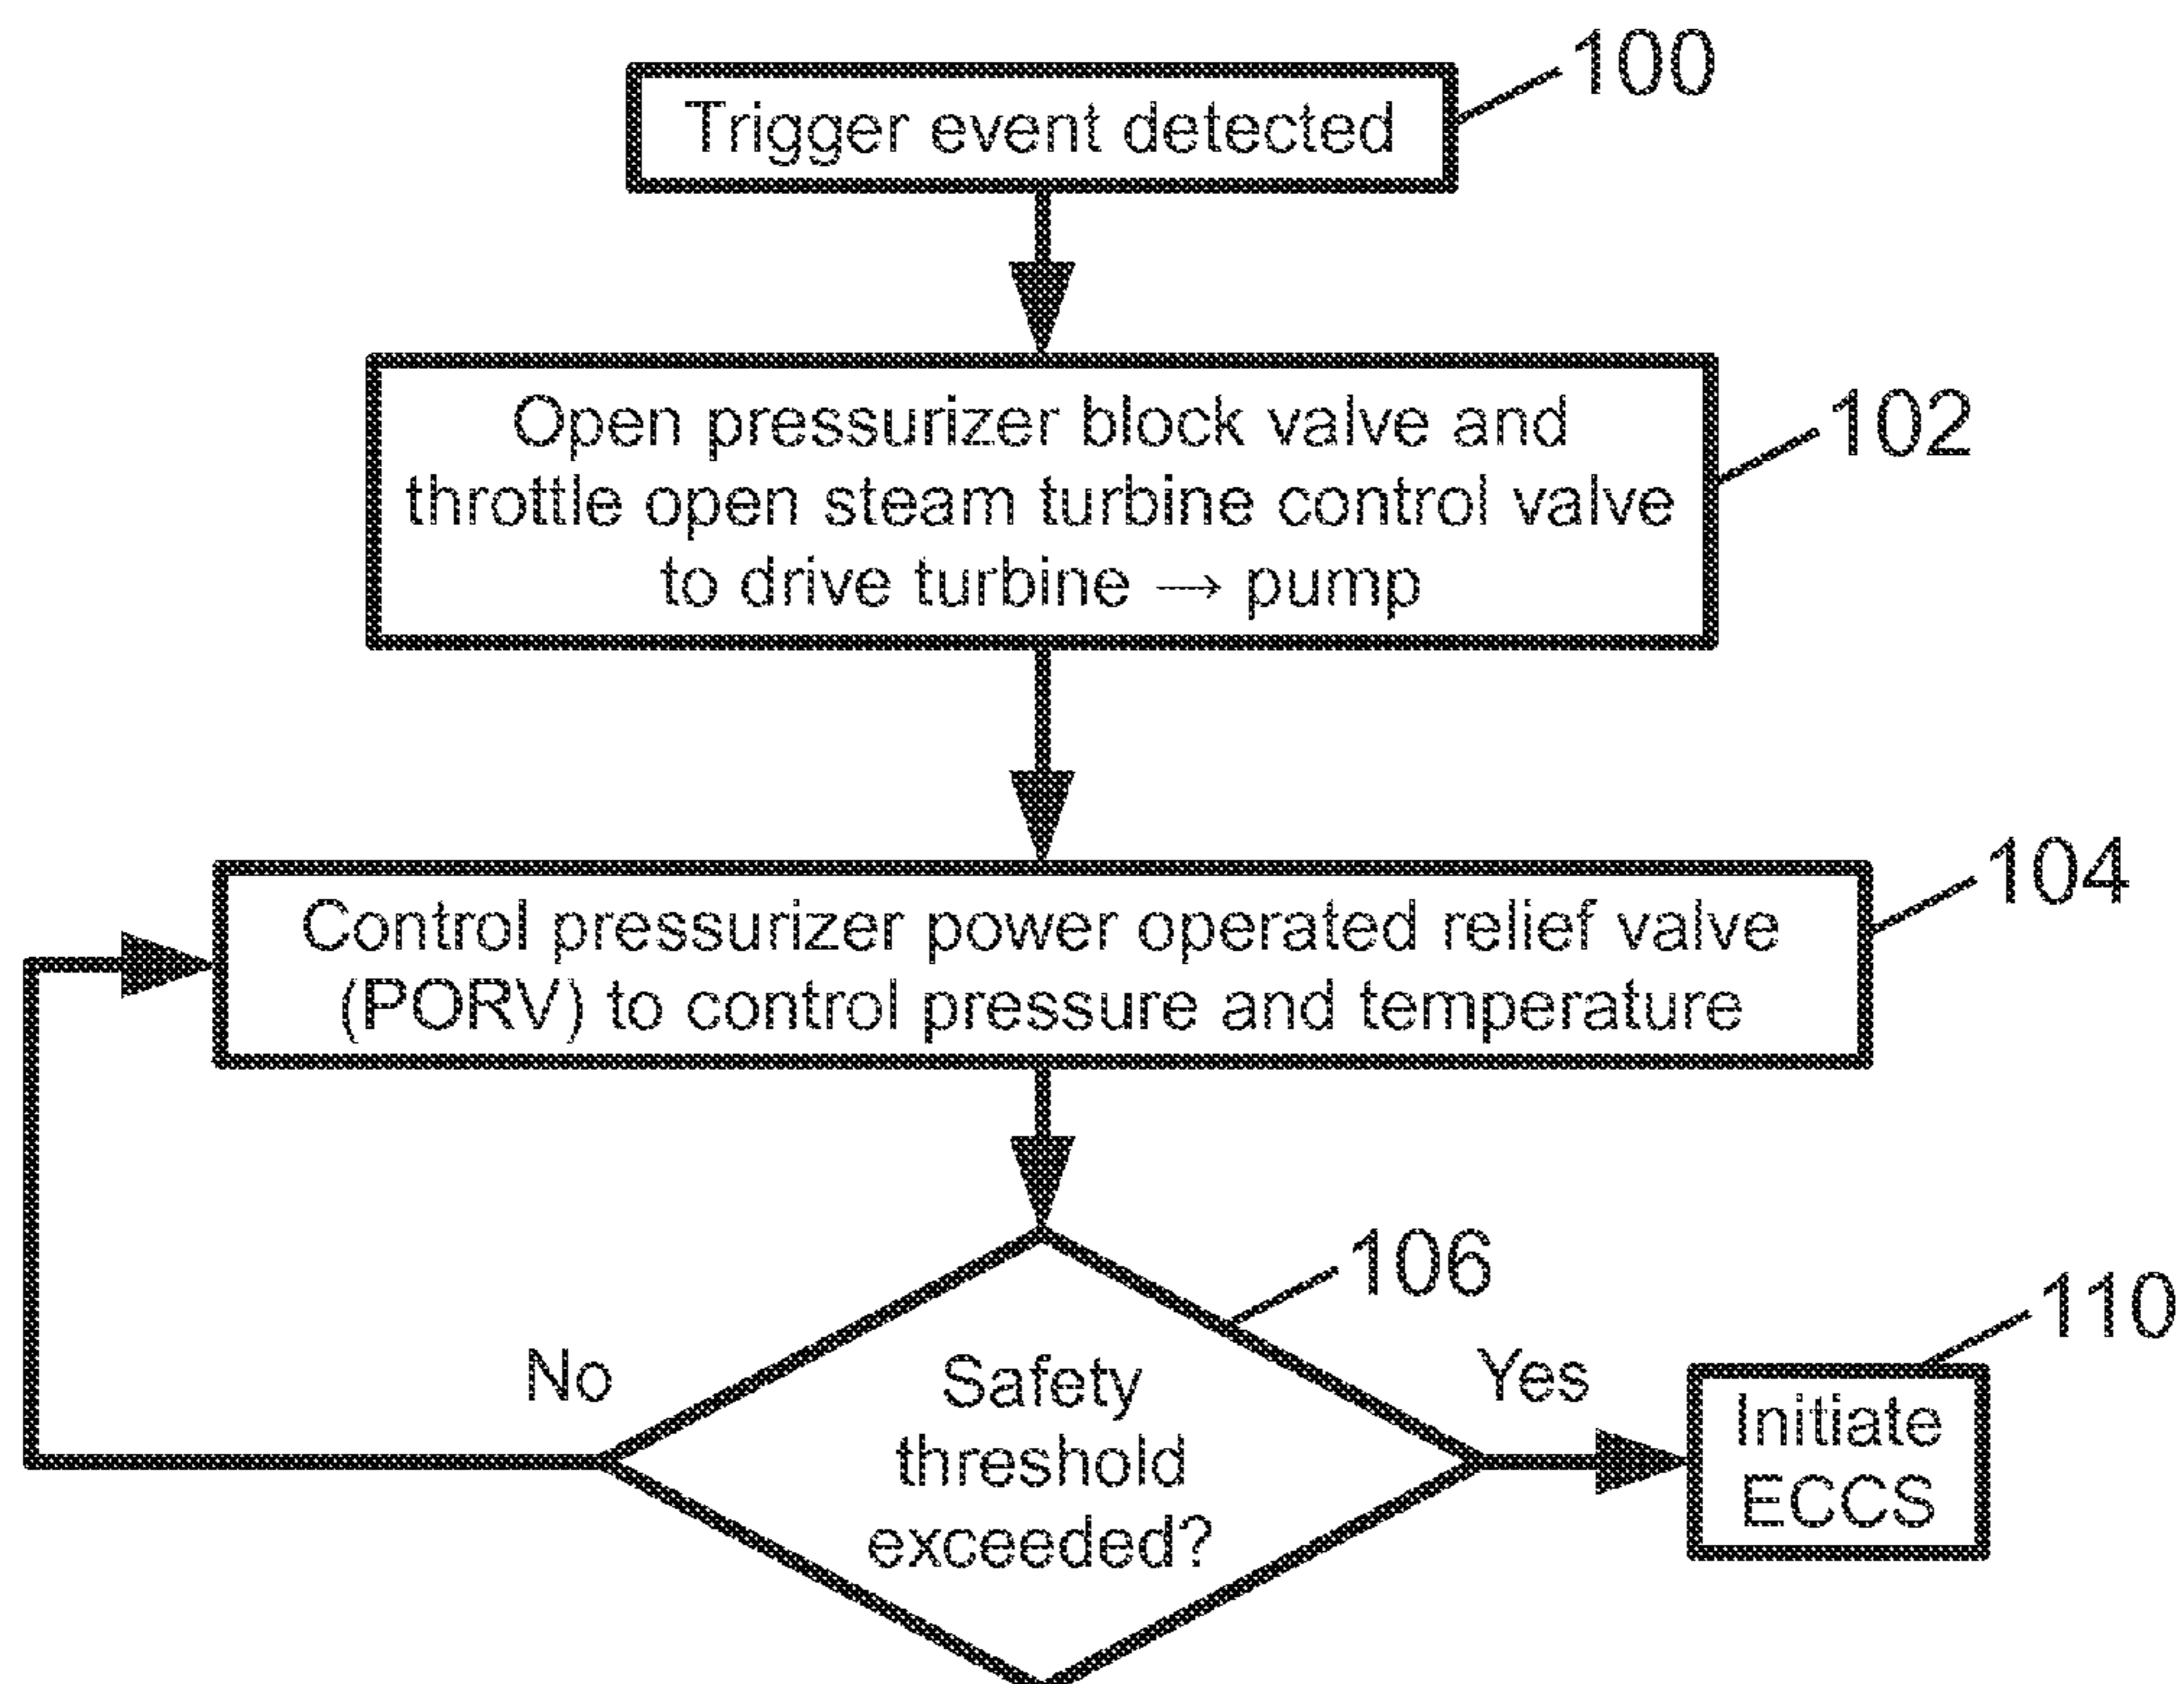 100
Trigger event detected
102
Open pressurizer block valve and
throttle open steam turbine control valve
to drive turbine → pump
104
Control pressurizer power operated relief valve
(PORV) to control pressure and temperature
106
110
No
Safety
threshold
exceeded?
Yes
Initiate
ECCS